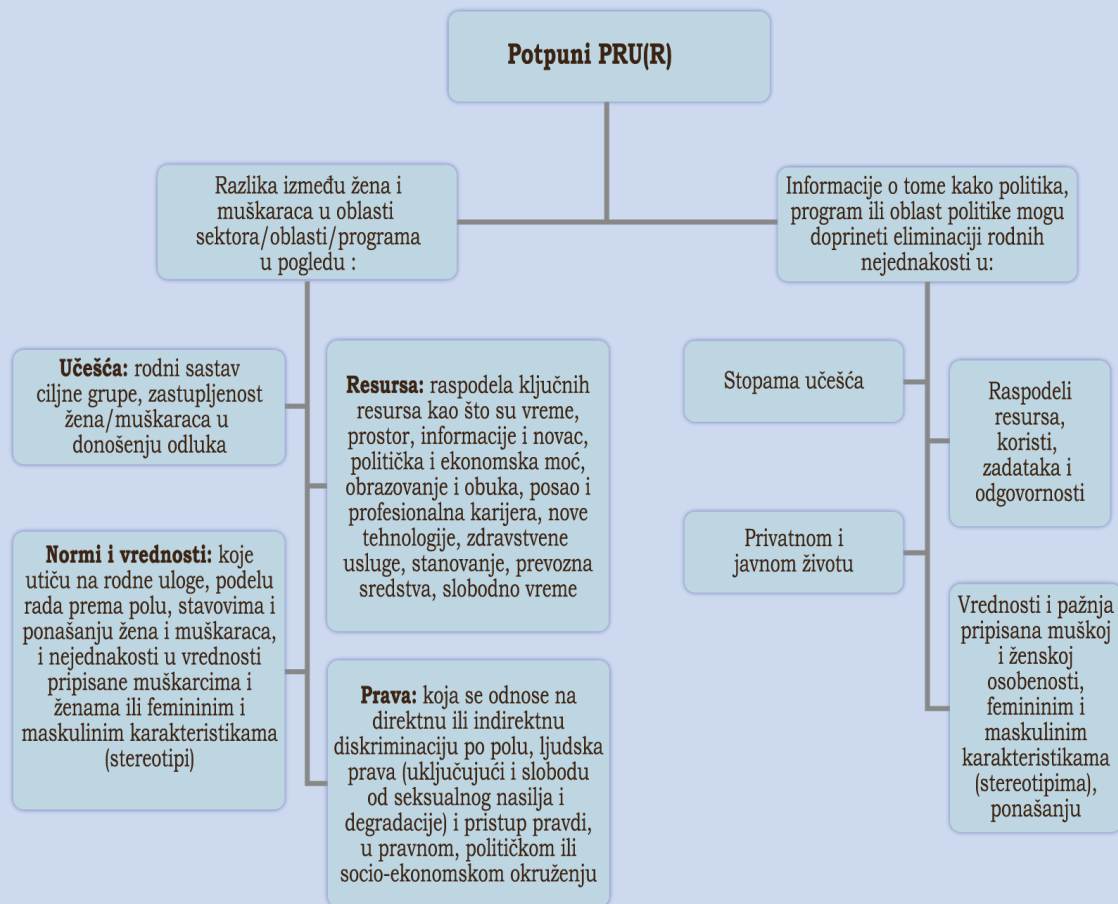 Potpuni PRU(R)
Razlika između žena i
muškaraca u oblasti
sektora/oblasti/programa
u pogledu :
Učešća: rodni sastav
ciljne grupe, zastupljenost
žena/muškaraca u
donošenju odluka
Resursa: raspodela ključnih
resursa kao što su vreme,
prostor, informacije i novac,
politička i ekonomska moć,
obrazovanje i obuka, posao i
profesionalna karijera, nove
tehnologije, zdravstvene
usluge, stanovanje, prevozna
sredstva, slobodno vreme
Normi i vrednosti: koje
utiču na rodne uloge, podelu
rada prema polu, stavovima i
ponašanju žena i muškaraca,
i nejednakosti u vrednosti
pripisane muškarcima i
ženama ili femininim i
maskulinim karakteristikama
(stereotipi)
Prava: koja se odnose na
direktnu ili indirektnu
diskriminaciju po polu, ljudska
prava (uključujući i slobodu
od seksualnog nasilja i
degradacije) i pristup pravdi,
u pravnom, političkom ili
socio-ekonomskom okruženju
Informacije o tome kako politika,
program ili oblast politike mogu
doprineti eliminaciji rodnih
nejednakosti u:
Stopama učešća
Raspodeli
resursa,
koristi,
zadataka i
odgovornosti
Privatnom i
javnom životu
Vrednosti i pažnja
pripisana muškoj
i ženskoj
osobenosti,
femininim i
maskulinim
karakteristikama
(stereotipima),
ponašanju